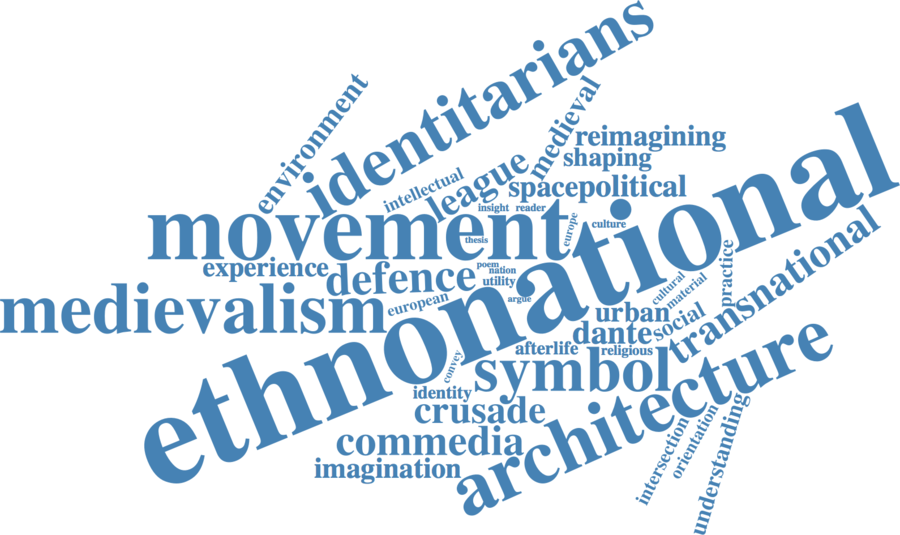 identitarians
environment
medieval
reimagining
shaping
intellectual
league
spacepolitical
ethnonational
insight
reader
movement
europe
culture
thesis
experience
defence
poem
nation
utility
practice
transnational
cultural
material
medievalism
european
argue
urban
social
dante
afterlife
religious
convey
symbol
architecture
identity
crusade
commedia
imagination
intersection
orientation
understanding